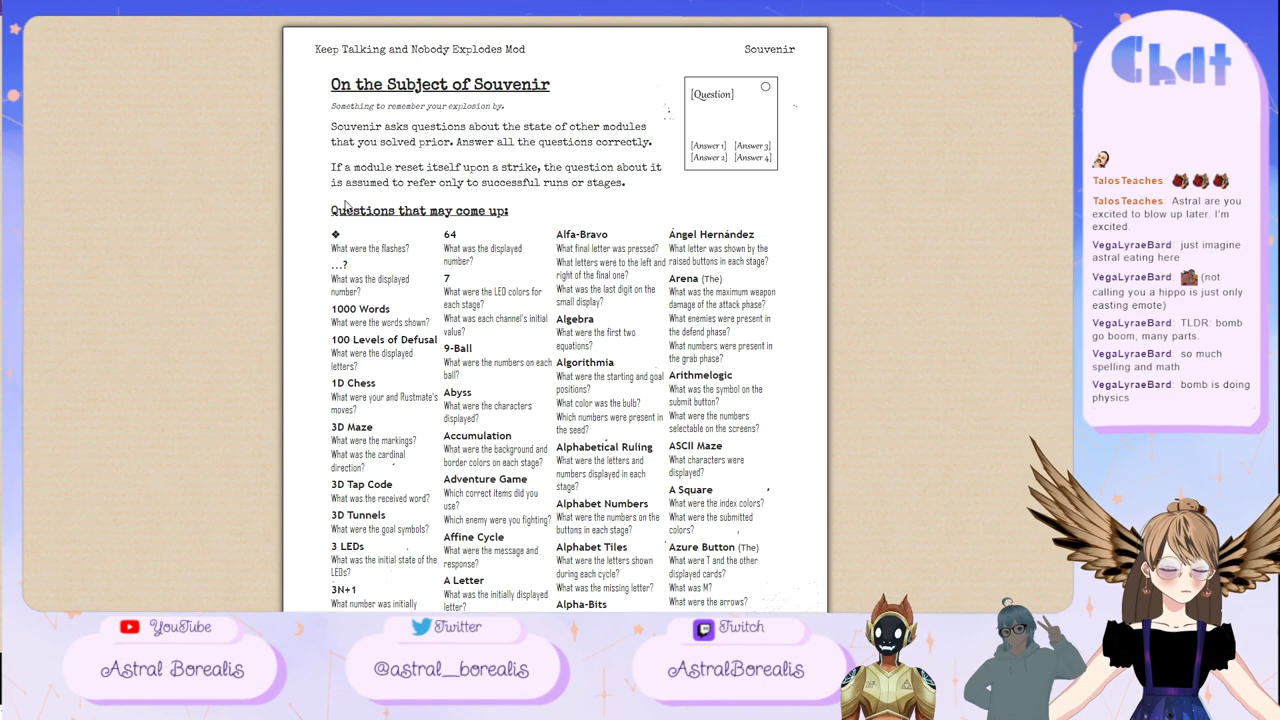 Keep Talking and Nobody Explodes Mod
Souvenir
On the Subject of Souvenir
Something to remember your explosion by.
Souvenir asks questions about the state of other modules
that you solved prior. Answer all the questions correctly.
If a module reset itself upon a strike, the question about it
is assumed to refer only to successful runs or stages.
[Question]
[Answer 1] [Answer 3]
[Answer 2] [Answer 4]
Questions that may come up:
❖
What were the flashes?
...?
What was the displayed
number?
1000 Words
What were the words shown?
100 Levels of Defusal
What were the displayed
letters?
1D Chess
What were your and Rustmate's
moves?
3D Maze
What were the markings?
What was the cardinal
direction?
3D Tap Code
What was the received word?
3D Tunnels
What were the goal symbols?
3 LEDs
What was the initial state of the
LEDs?
3N+1
What number was initially
64
What was the displayed
number?
7
What were the LED colors for
each stage?
What was each channel's initial
value?
9-Ball
What were the numbers on each
ball?
Abyss
What were the characters
displayed?
Accumulation
What were the background and
border colors on each stage?
Adventure Game
Which correct items did you
use?
Which enemy were you fighting?
Affine Cycle
What were the message and
response?
A Letter
What was the initially displayed
letter?
Alfa-Bravo
What final letter was pressed?
What letters were to the left and
right of the final one?
What was the last digit on the
small display?
Algebra
What were the first two
equations?
Algorithmia
What were the starting and goal
positions?
What color was the bulb?
Which numbers were present in
the seed?
Alphabetical Ruling
What were the letters and
numbers displayed in each
stage?
Alphabet Numbers
What were the numbers on the
buttons in each stage?
Alphabet Tiles
What were the letters shown
during each cycle?
What was the missing letter?
Alpha-Bits
Ángel Hernández
What letter was shown by the
raised buttons in each stage?
Arena (The)
What was the maximum weapon
damage of the attack phase?
What enemies were present in
the defend phase?
What numbers were present in
the grab phase?
Arithmelogic
What was the symbol on the
submit button?
What were the numbers
selectable on the screens?
ASCII Maze
What characters were
displayed?
A Square
What were the index colors?
What were the submitted
colors?
Azure Button (The)
What were T and the other
displayed cards?
What was M?
What were the arrows?
Chat
TalosTeaches:
TalosTeaches: Astral are you
excited to blow up later. I'm
excited.
VegaLyraeBard: just imagine
astral eating here
VegaLyraeBard: (not
calling you a hippo is just only
easting emote)
VegaLyraeBard: TLDR: bomb
go boom, many parts.
VegaLyraeBard: so much
spelling and math
VegaLyraeBard: bomb is doing
physics
YouTube
Astral Borealis
Twitter
@astral_borealis
Twitch
AstralBorealis